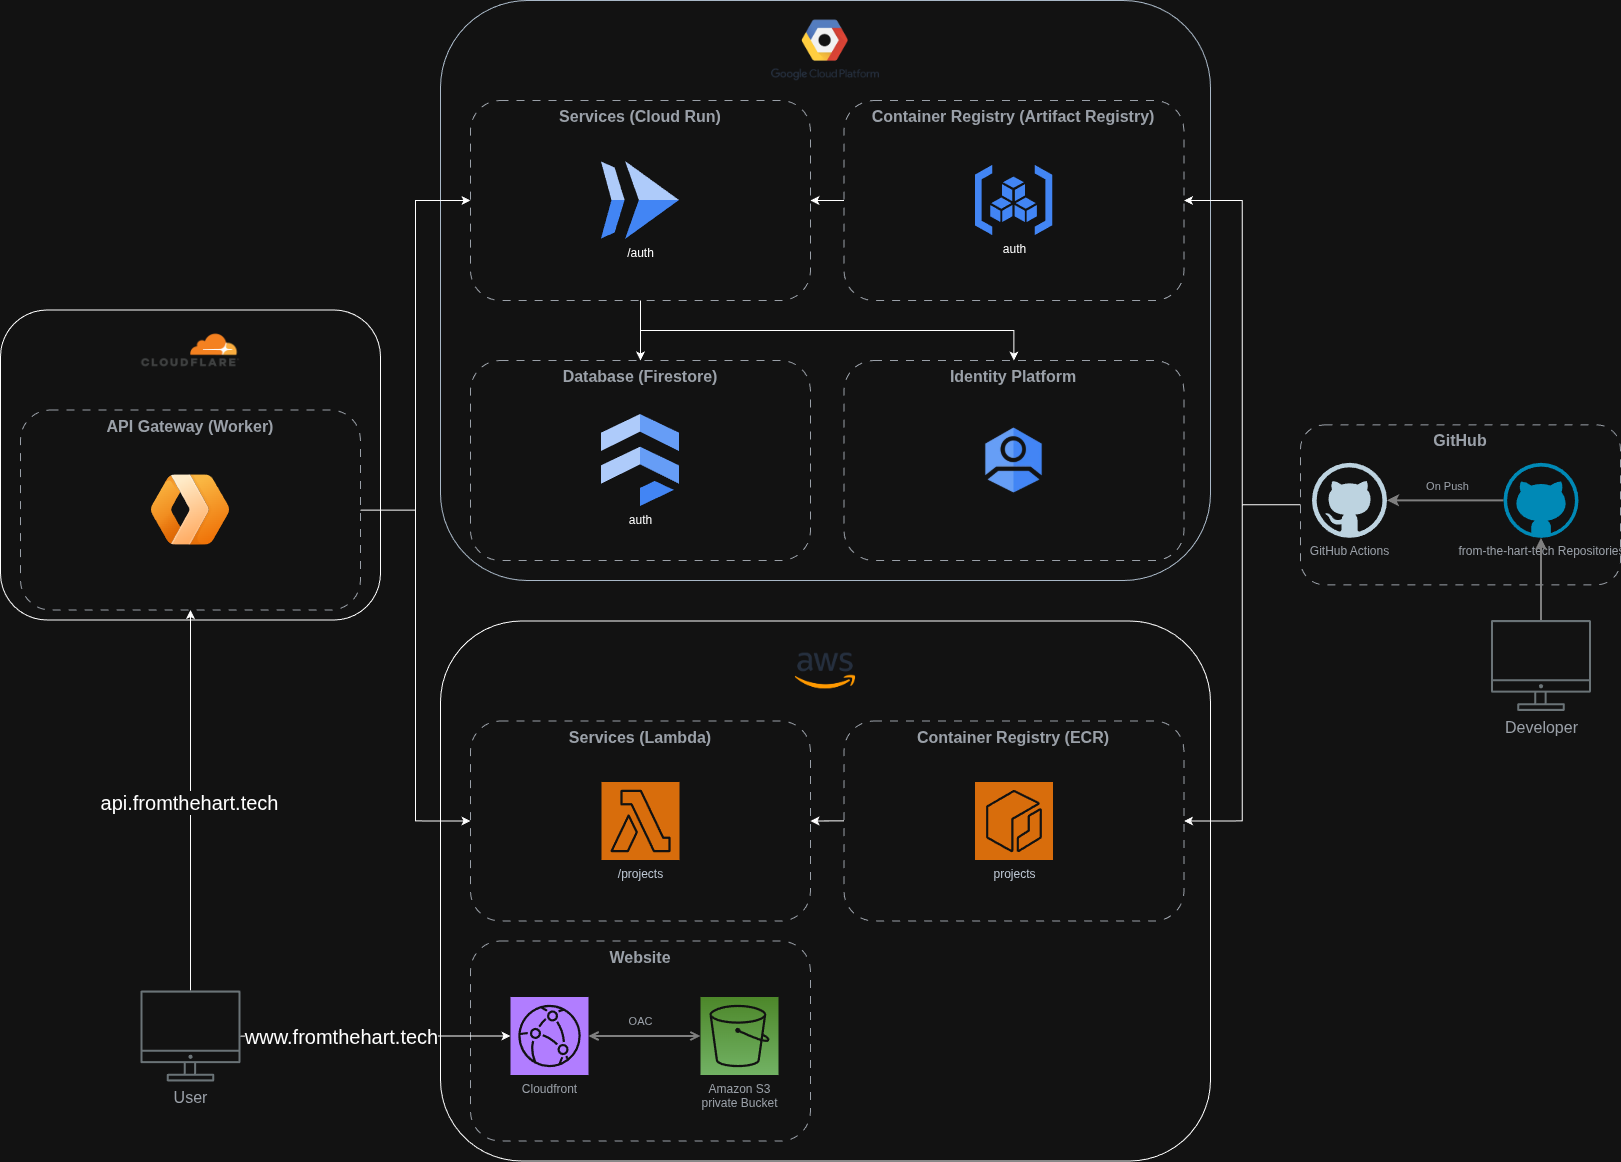 Google Cloud Platform
Services (Cloud Run)
Container Registry (Artifact Registry)
/auth
auth
CLOUDFLARE
API Gateway (Worker)
Database (Firestore)
Identity Platform
auth
GitHub
On Push
GitHub Actions
from-the-hart-tech Repositories
Developer
aws
Services (Lambda)
Container Registry (ECR)
/projects
projects
api.fromthehart.tech
Website
www.fromthehart.tech
OAC
Cloudfront
Amazon S3
private Bucket
User